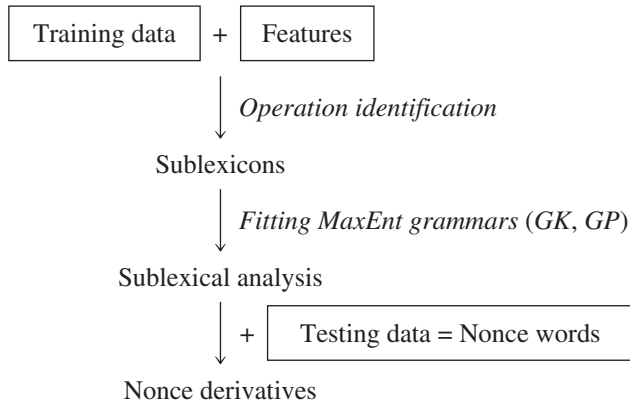 Training data + Features
Operation identification
Sublexicons
Fitting MaxEnt grammars (GK, GP)
Sublexical analysis
+ Testing data = Nonce words
Nonce derivatives